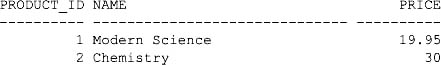 PRODUCT_ID NAME                                PRICE
---------- ------------------------------ ----------
         1 Modern Science                      19.95
         2 Chemistry                              30